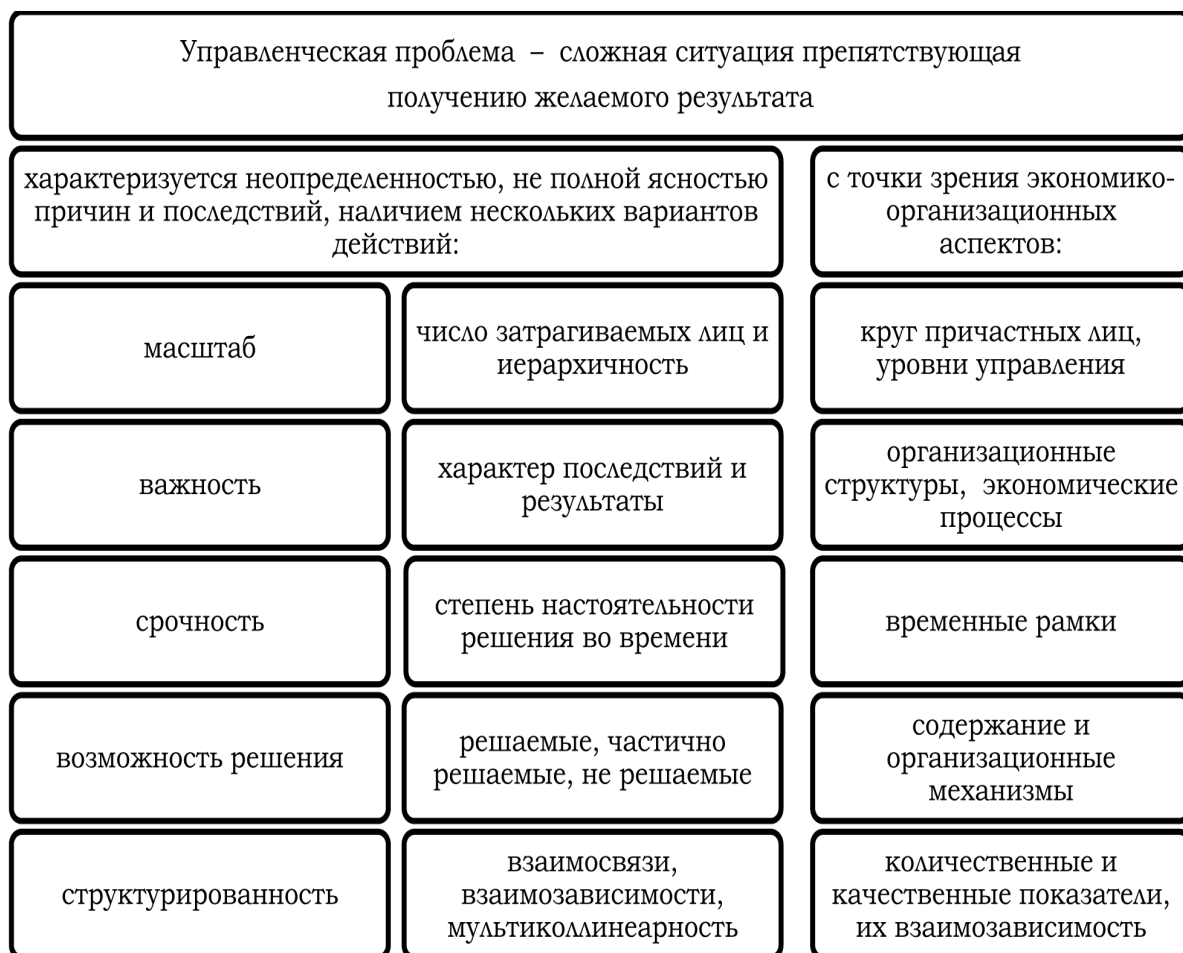 Управленческая проблема – сложная ситуация препятствующая
получению желаемого результата
характеризуется неопределенностью, не полной ясностью
причин и последствий, наличием нескольких вариантов
действий:
с точки зрения экономико-
организационных
аспектов:
масштаб
число затрагиваемых лиц и
иерархичность
круг причастных лиц,
уровни управления
важность
характер последствий и
результаты
организационные
структуры, экономические
процессы
срочность
степень настоятельности
решения во времени
временные рамки
возможность решения
решаемые, частично
решаемые, не решаемые
содержание и
организационные
механизмы
структурированность
взаимосвязи,
взаимозависимости,
мультиколлинеарность
количественные и
качественные показатели,
их взаимозависимость